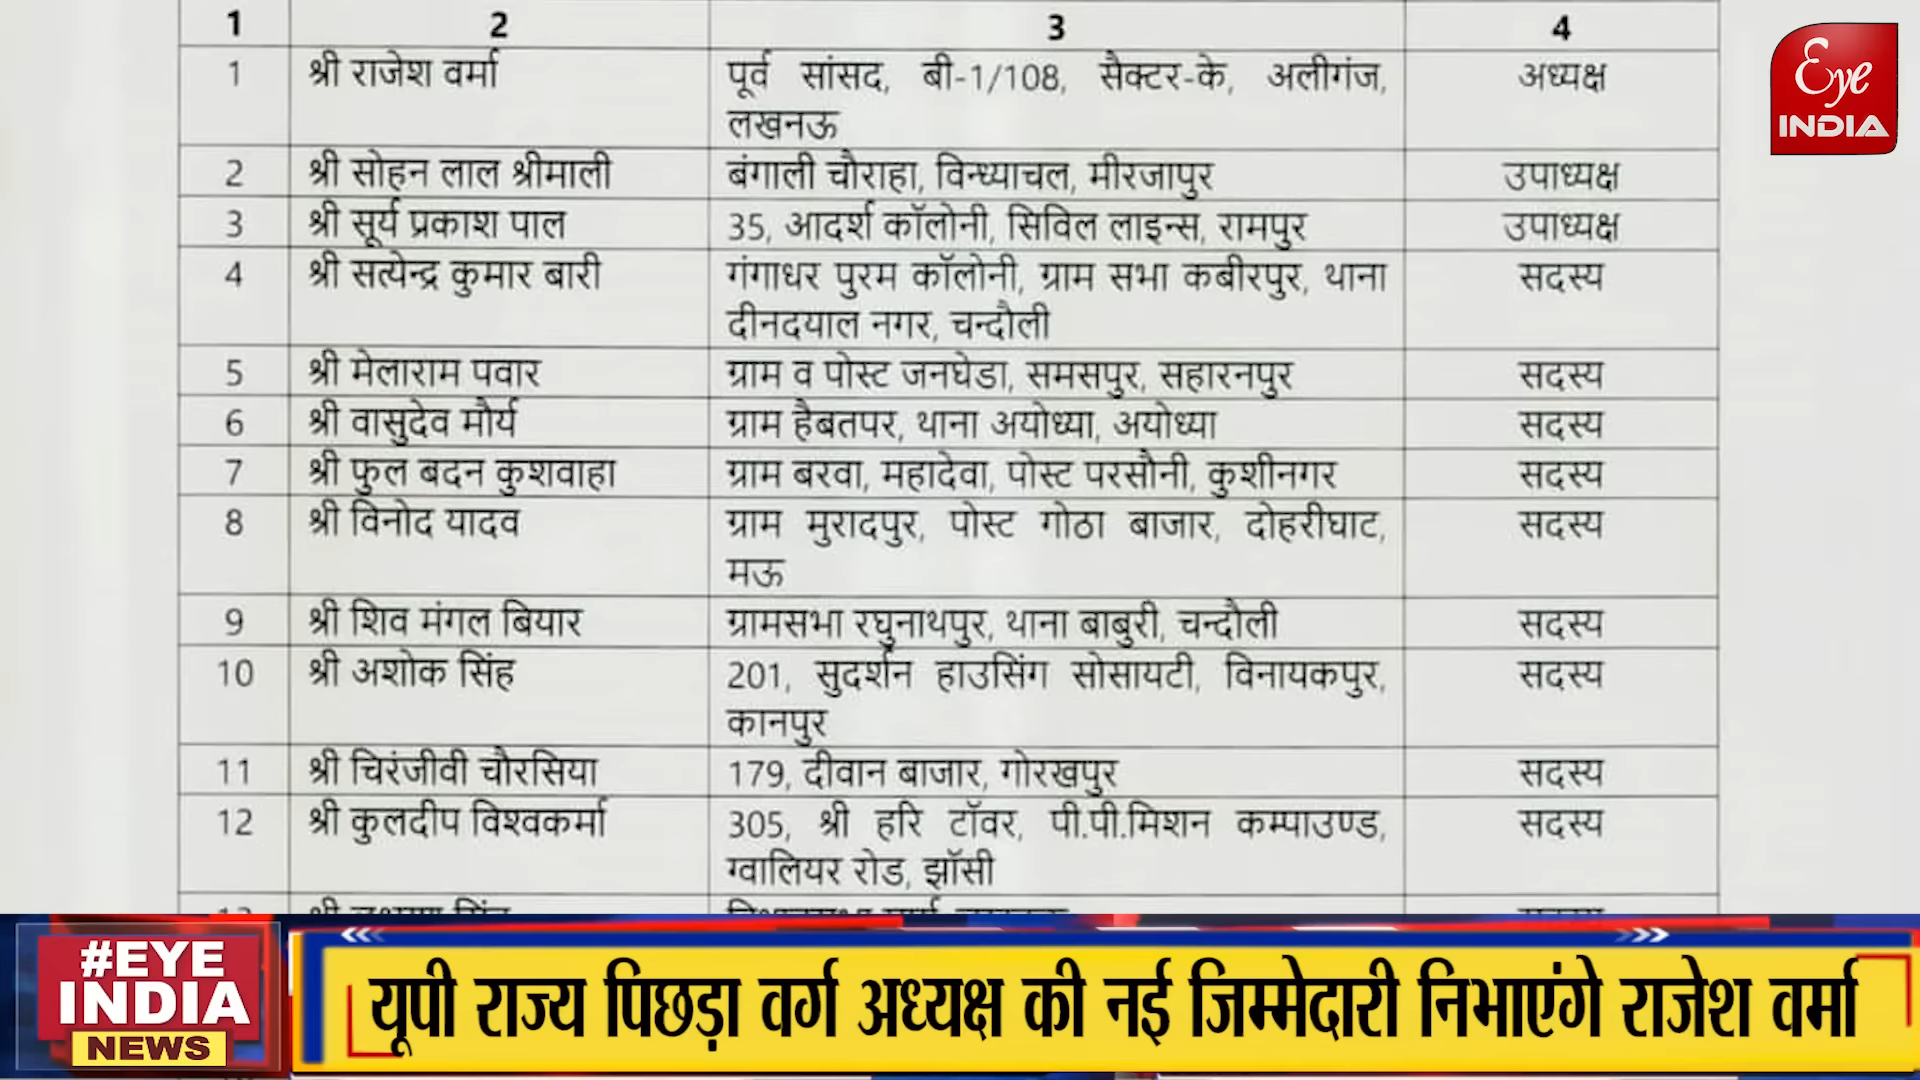 1 2 3 4
1 श्री राजेश वर्मा पूर्व सांसद, बी-1/108, सैक्टर-के, अलीगंज, अध्यक्ष
लखनऊ
2 श्री सोहन लाल श्रीमाली बंगाली चौराहा, विन्ध्याचल, मीरजापुर उपाध्यक्ष
3 श्री सूर्य प्रकाश पाल 35, आदर्श कॉलोनी, सिविल लाइन्स, रामपुर उपाध्यक्ष
4 श्री सत्येन्द्र कुमार बारी गंगाधर पुरम कॉलोनी, ग्राम सभा कबीरपुर, थाना सदस्य
दीनदयाल नगर, चन्दौली
5 श्री मेलाराम पवार ग्राम व पोस्ट जनघेडा, समसपुर, सहारनपुर सदस्य
6 श्री वासुदेव मौर्य ग्राम हैबतपर, थाना अयोध्या, अयोध्या सदस्य
7 श्री फुल बदन कुशवाहा ग्राम बरवा, महादेवा, पोस्ट परसौनी, कुशीनगर सदस्य
8 श्री विनोद यादव ग्राम मुरादपुर, पोस्ट गोठा बाजार, दोहरीघाट, सदस्य
मऊ
9 श्री शिव मंगल बियार ग्रामसभा रघुनाथपुर, थाना बाबुरी, चन्दौली सदस्य
10 श्री अशोक सिंह 201, सुदर्शन हाउसिंग सोसायटी, विनायकपुर, सदस्य
कानपुर
11 श्री चिरंजीवी चौरसिया 179, दीवान बाजार, गोरखपुर सदस्य
12 श्री कुलदीप विश्वकर्मा 305, श्री हरि टॉवर, पी.पी.मिशन कम्पाउण्ड, सदस्य
ग्वालियर रोड, झॉसी
Eye
INDIA
#EYE
INDIA
NEWS
यूपी राज्य पिछड़ा वर्ग अध्यक्ष की नई जिम्मेदारी निभाएंगे राजेश वर्मा